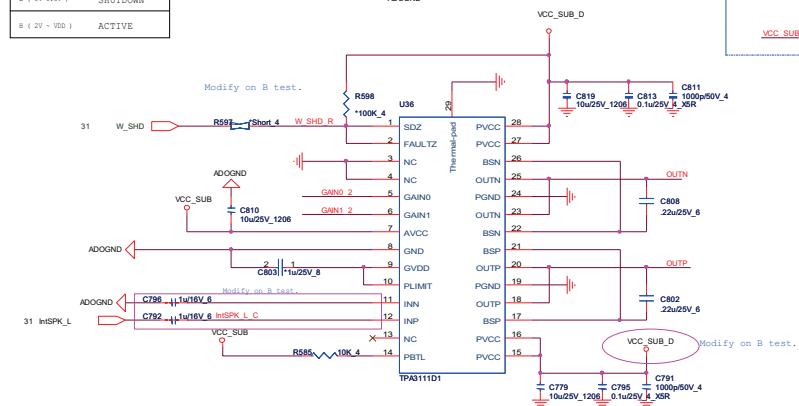 SHUTDOWN
B ( 2V ~ VDD ) ACTIVE
VCC_SUB_D
VCC_SUB
Modify on B test.
R598
*100K_4
U36
29
Thermal-pad
C819
10u/25V_1206
C813
0.1u/25V_4_X5R
C811
1000p/50V_4
31 W_SHD
R597 *Short_4
W_SHD_R
1 SDZ
2 FAULTZ
3 NC
4 NC
5 GAIN0
6 GAIN1
7 AVCC
8 GND
9 GVDD
10 PLIMIT
11 INN
12 INP
13 NC
14 PBTL
PVCC 28
PVCC 27
BSN 26
OUTN 25
PGND 24
OUTN 23
BSN 22
BSP 21
OUTP 20
PGND 19
OUTP 18
BSP 17
PVCC 16
PVCC 15
TPA3111D1
ADOGND
VCC_SUB
C810
10u/25V_1206
GAIN0_2
GAIN1_2
ADOGND
2 1
C803 *1u/25V_8
Modify on B test.
ADOGND
C796 1u/16V_6
31 IntSPK_L
C792 1u/16V_6
IntSPK_L_C
VCC_SUB
R585 10K_4
OUTN
C808
.22u/25V_6
OUTP
C802
.22u/25V_6
VCC_SUB_D
Modify on B test.
C779
10u/25V_1206
C795
0.1u/25V_4_X5R
C791
1000p/50V_4